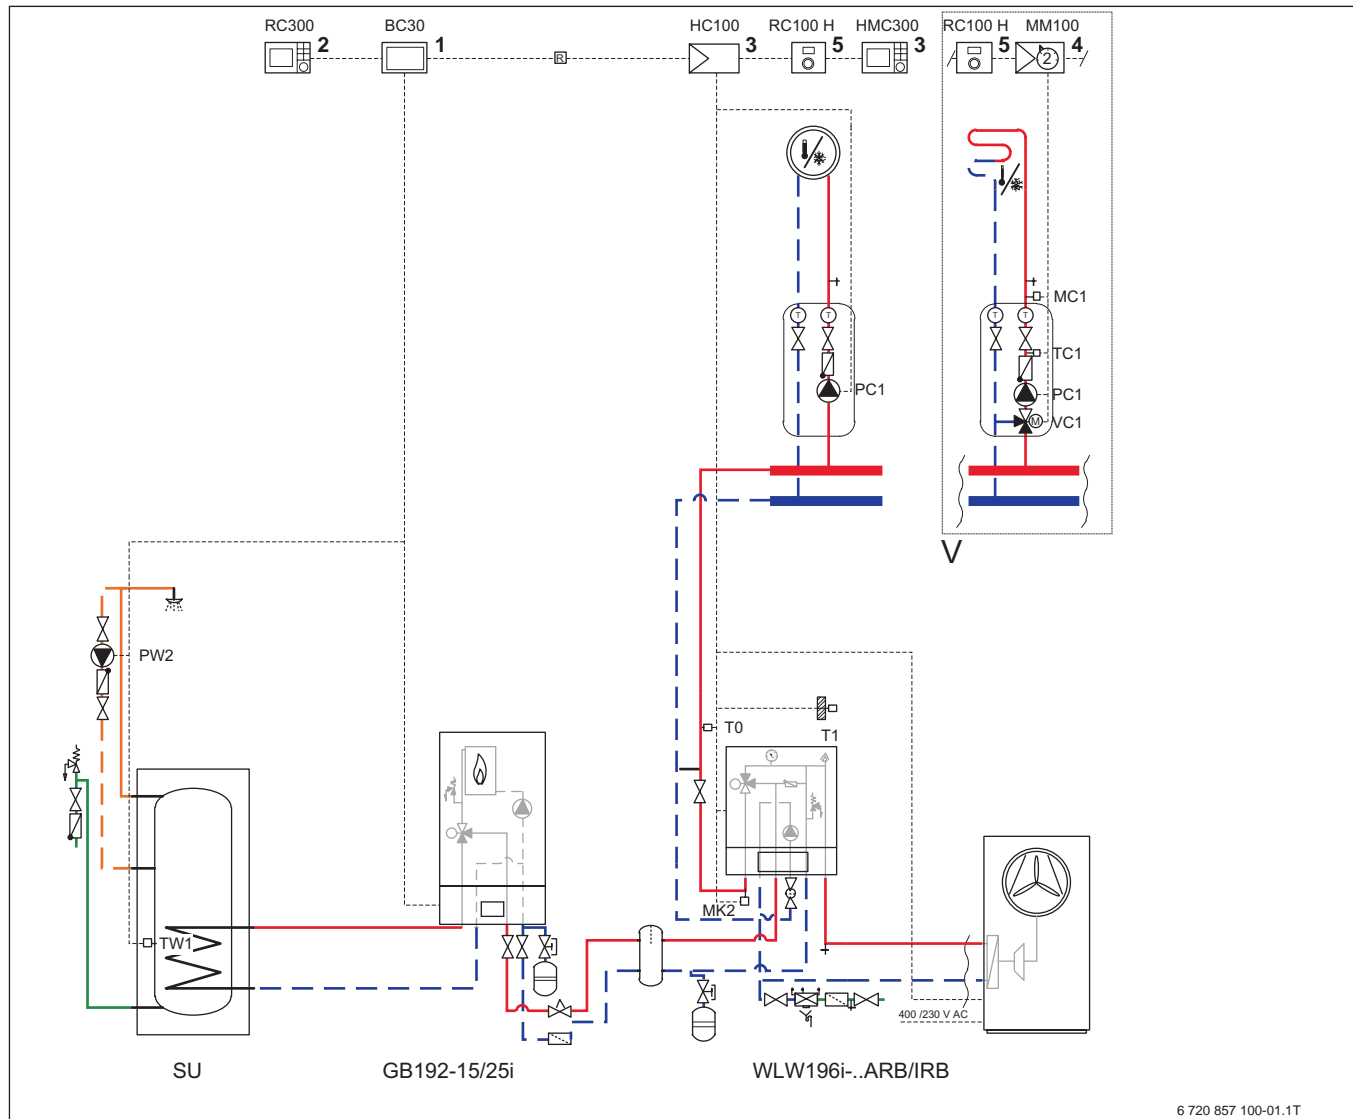 RC300 BC30 HC100 RC100 H HMC300 RC100 H MM100
2 1 3 5 3 5 4
R
2
MC1
T T T T
TC1
PC1 PC1
M VC1
V
PW2
T0
T1
MK2
TW1
400 /230 V AC
SU GB192-15/25i WLW196i-..ARB/IRB
6 720 857 100-01.1T